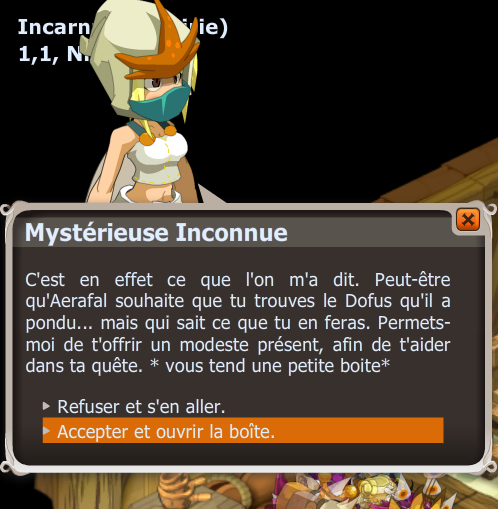 Incarn
1,1,
Mystérieuse Inconnue
C'est en effet ce que l'on m'a dit. Peut-être
qu'Aerafal souhaite que tu trouves le Dofus qu'il a
pondu... mais qui sait ce que tu en feras. Permets-
moi de t'offrir un modeste présent, afin de t'aider
dans ta quête. * vous tend une petite boite*
Refuser et s'en aller.
Accepter et ouvrir la boîte.